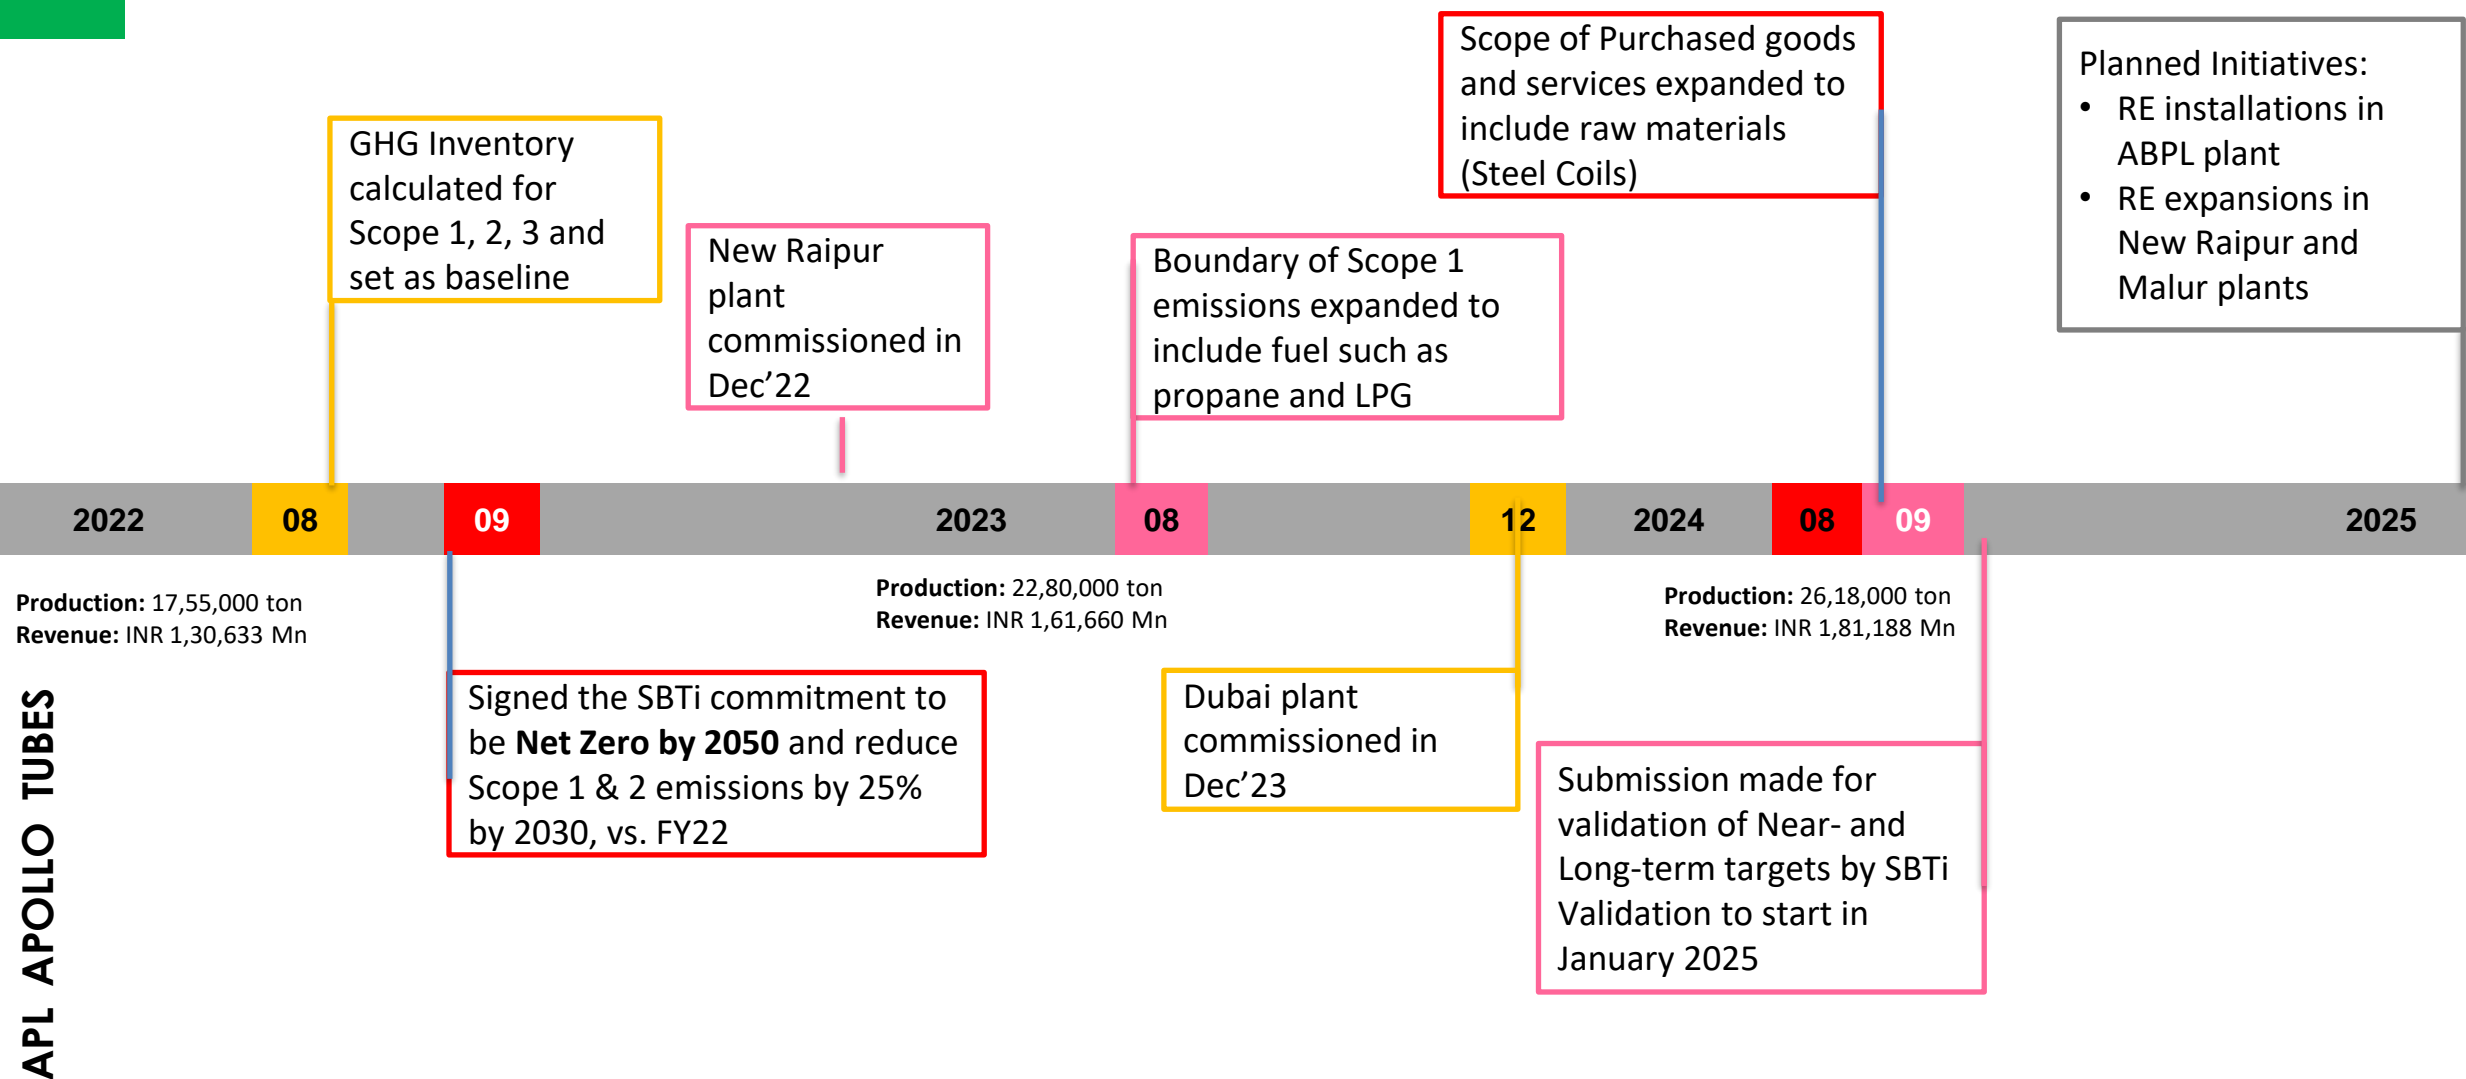 Scope of Purchased goods
and services expanded to
include raw materials
(Steel Coils)
Planned Initiatives:
• RE installations in
ABPL plant
• RE expansions in
New Raipur and
Malur plants
GHG Inventory
calculated for
Scope 1, 2, 3 and
set as baseline
New Raipur
plant
commissioned in
Dec’22
Boundary of Scope 1
emissions expanded to
include fuel such as
propane and LPG
2022 08 09 2023 08 12 2024 08 09 2025
Production: 17,55,000 ton
Revenue: INR 1,30,633 Mn
Production: 22,80,000 ton
Revenue: INR 1,61,660 Mn
Production: 26,18,000 ton
Revenue: INR 1,81,188 Mn
Signed the SBTi commitment to
be Net Zero by 2050 and reduce
Scope 1 & 2 emissions by 25%
by 2030, vs. FY22
Dubai plant
commissioned in
Dec’23
Submission made for
validation of Near- and
Long-term targets by SBTi
Validation to start in
January 2025
APL APOLLO TUBES